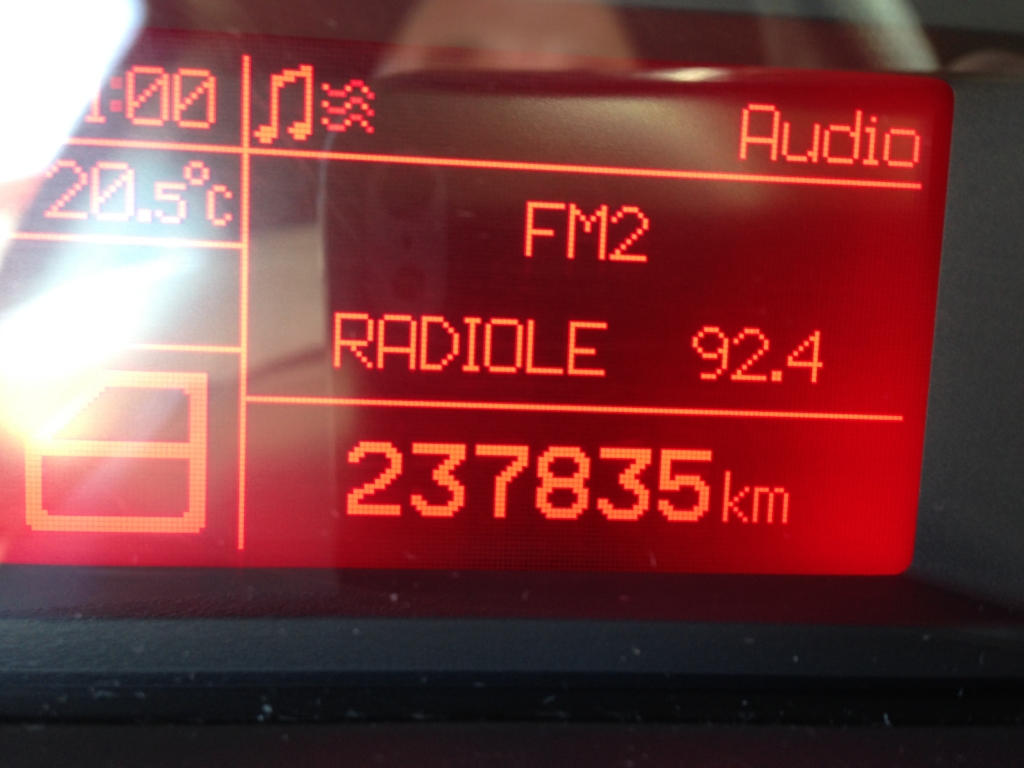 :00
Audio
20.5°C
FM2
RADIOLE 92.4
237835km